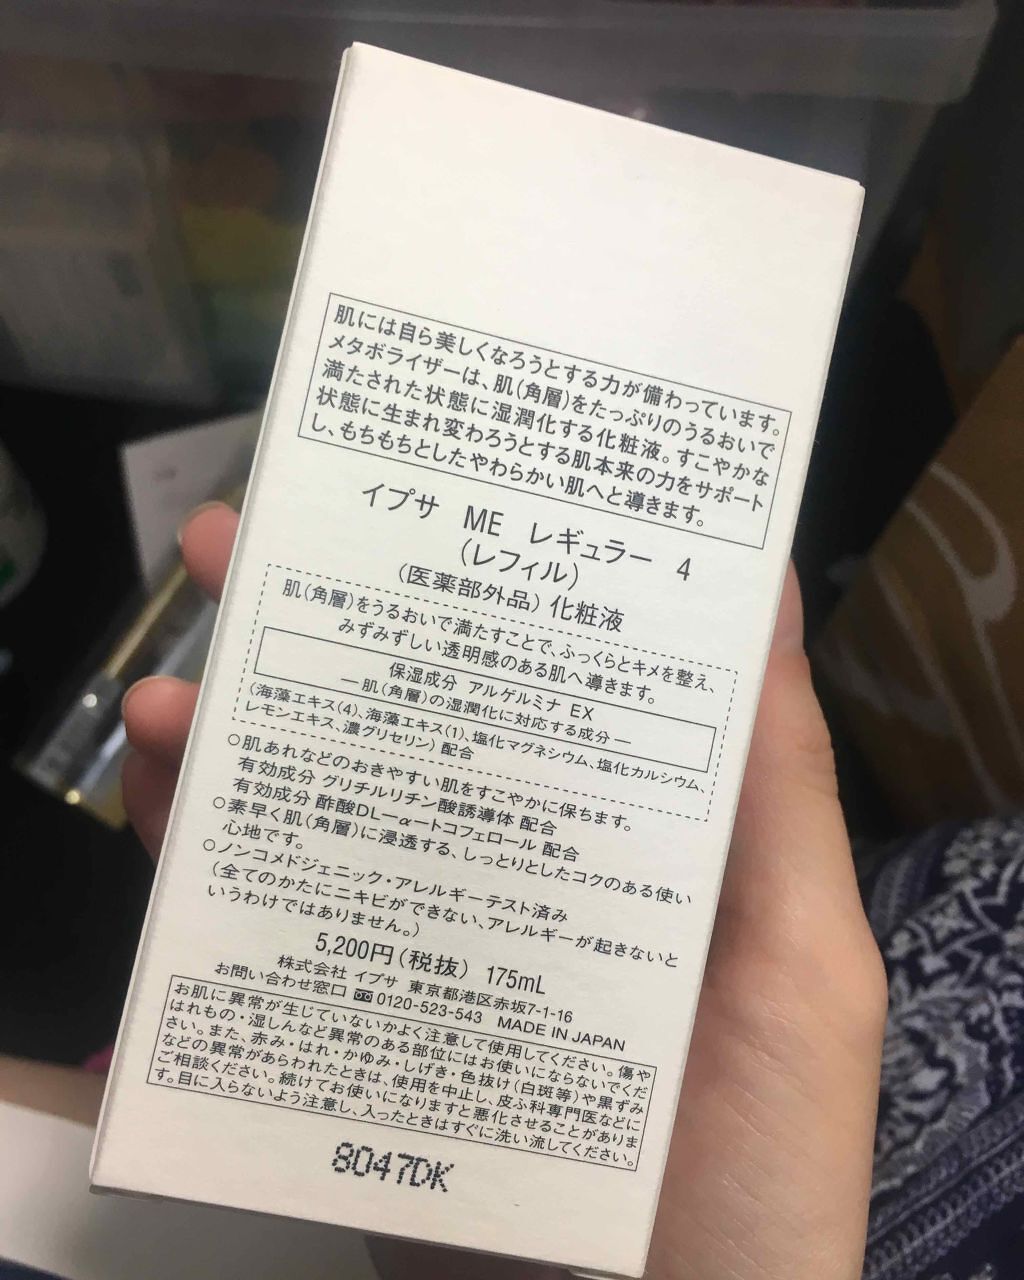 肌には自ら美しくなろうとする力が備わっています。
メタボライザーは、肌(角層)をたっぷりのうるおいで
満たされた状態に湿潤化する化粧液。すこやかな
状態に生まれ変わろうとする肌本来の力をサポート
し、もちもちとしたやわらかい肌へと導きます。
イプサ ME レギュラー 4
(レフィル)
(医薬部外品) 化粧液
肌(角層)をうるおいで満たすことで、ふっくらとキメを整え、
みずみずしい透明感のある肌へ導きます。
保湿成分 アルゲルミナ EX
―肌(角層)の湿潤化に対応する成分―
(海藻エキス(4)、海藻エキス(1)、塩化マグネシウム、塩化カルシウム、
レモンエキス、濃グリセリン) 配合
○肌あれなどのおきやすい肌をすこやかに保ちます。
有効成分 グリチルリチン酸誘導体 配合
有効成分 酢酸DL－α－トコフェロール 配合
○素早く肌(角層)に浸透する、しっとりとしたコクのある使い
心地です。
○ノンコメドジェニック・アレルギーテスト済み
(全てのかたにニキビができない、アレルギーが起きないと
いうわけではありません。)
5,200円(税抜) 175mL
株式会社 イプサ 東京都港区赤坂7-1-16
お問い合わせ窓口 0120-523-543 MADE IN JAPAN
お肌に異常が生じていないかよく注意して使用してください。傷や
はれもの・湿しんなど異常のある部位にはお使いにならないでくだ
さい。また、赤み・はれ・かゆみ・しげき・色抜け(白斑等)や黒ずみ
などの異常があらわれたときは、使用を中止し、皮ふ科専門医などに
ご相談ください。続けてお使いになりますと悪化させることがありま
す。目に入らないよう注意し、入ったときはすぐに洗い流してください。
8047DK